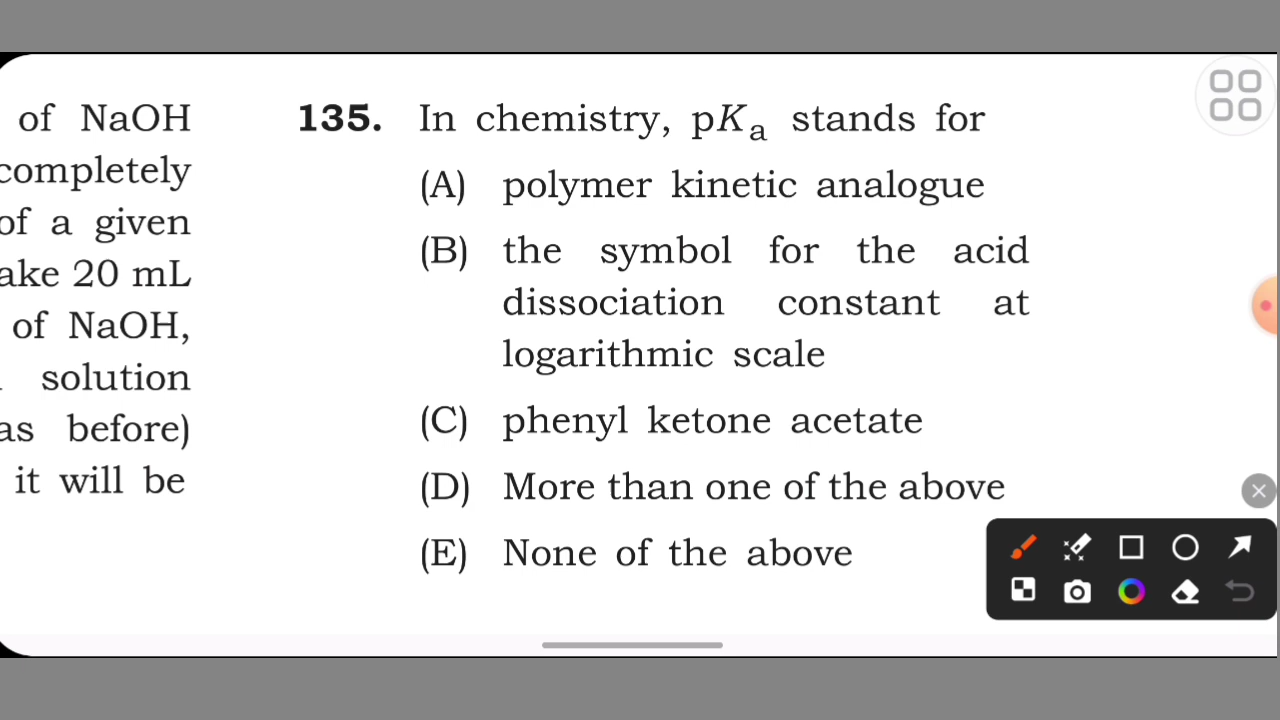 of NaOH
completely
of a given
ake 20 mL
of NaOH,
solution
as before)
it will be
135. In chemistry, pKa stands for
(A) polymer kinetic analogue
(B) the symbol for the acid
dissociation constant at
logarithmic scale
(C) phenyl ketone acetate
(D) More than one of the above
(E) None of the above